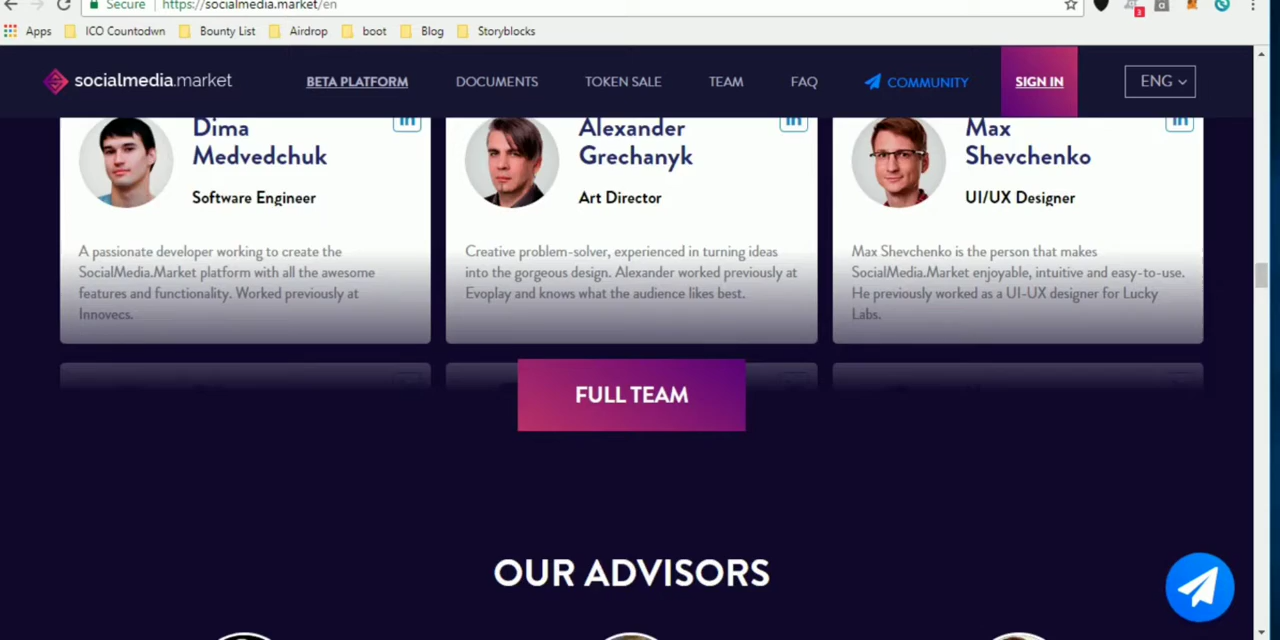 Secure https://socialmedia.market/en
Apps ICO Countodwn Bounty List Airdrop boot Blog Storyblocks
socialmedia.market BETA PLATFORM DOCUMENTS TOKEN SALE TEAM FAQ COMMUNITY SIGN IN ENG
Dima
Medvedchuk
Software Engineer
in
A passionate developer working to create the
SocialMedia.Market platform with all the awesome
features and functionality. Worked previously at
Innovecs.
Alexander
Grechanyk
Art Director
in
Creative problem-solver, experienced in turning ideas
into the gorgeous design. Alexander worked previously at
Evoplay and knows what the audience likes best.
Max
Shevchenko
UI/UX Designer
in
Max Shevchenko is the person that makes
SocialMedia.Market enjoyable, intuitive and easy-to-use.
He previously worked as a UI-UX designer for Lucky
Labs.
FULL TEAM
OUR ADVISORS